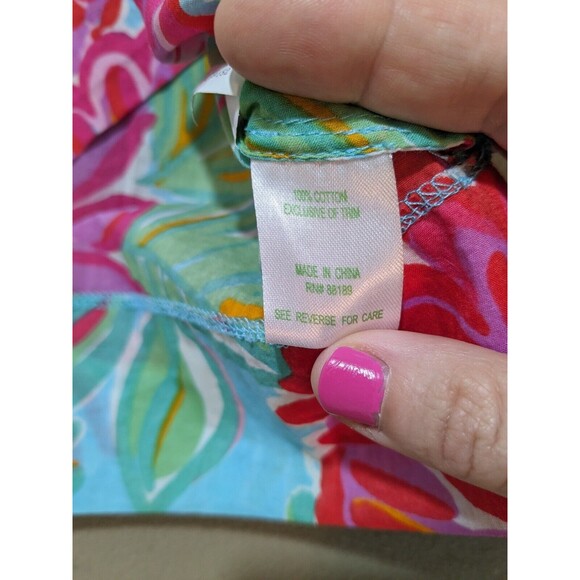 100% COTTON
EXCLUSIVE OF TRIM
MADE IN CHINA
RN# 88189
SEE REVERSE FOR CARE